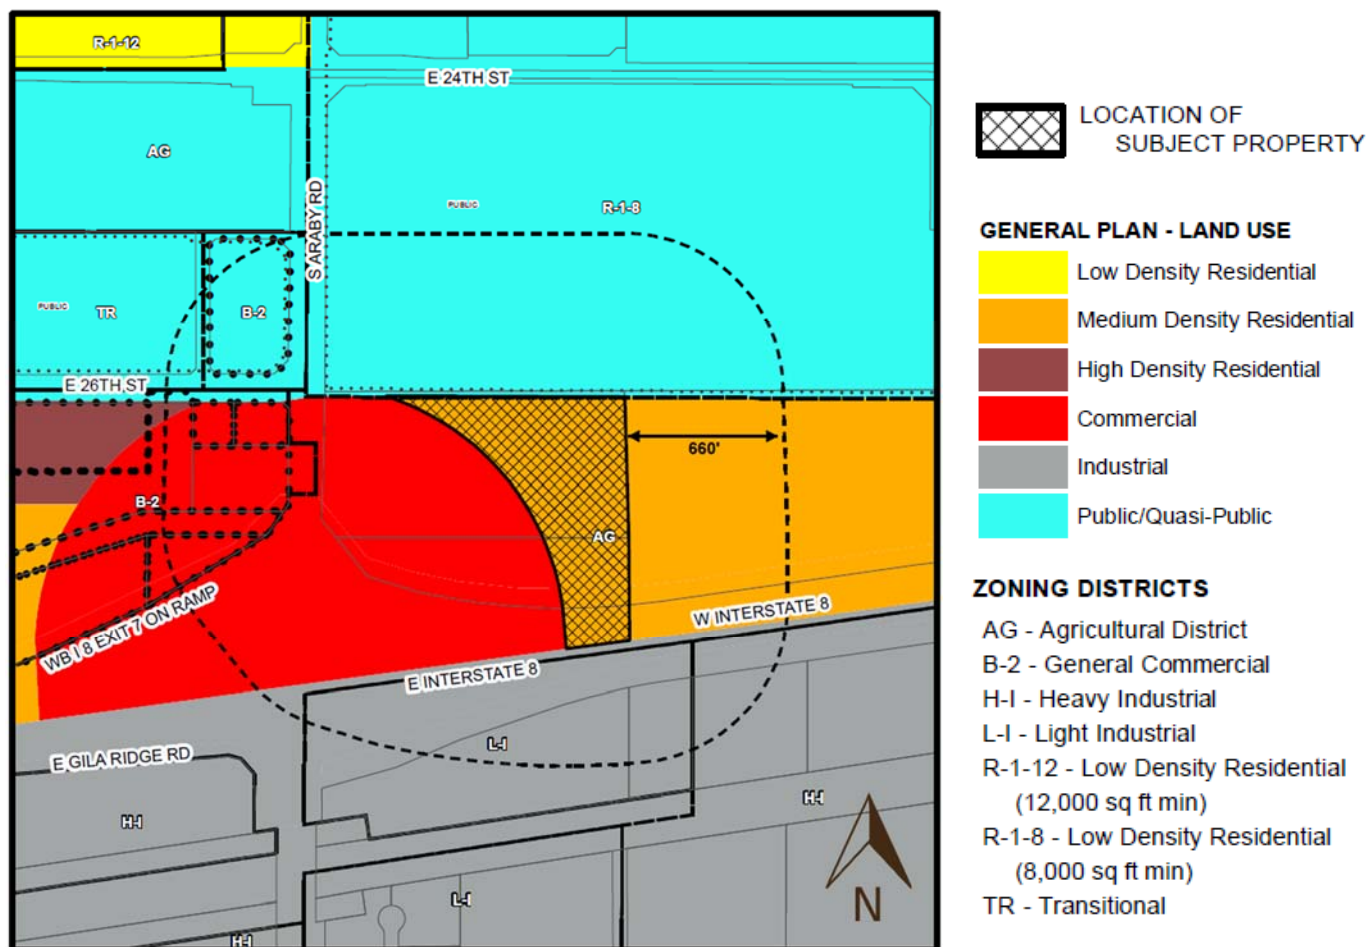 R-1-12
E 24TH ST
AG
S ARABY RD
PUBLIC
R-1-8
PUBLIC
TR
B-2
E 26TH ST
660'
B-2
AG
WB I 8 EXIT 7 ON RAMP
W INTERSTATE 8
E INTERSTATE 8
E GILA RIDGE RD
L-I
H-I
H-I
L-I
H-I
N
LOCATION OF
SUBJECT PROPERTY
GENERAL PLAN - LAND USE
Low Density Residential
Medium Density Residential
High Density Residential
Commercial
Industrial
Public/Quasi-Public
ZONING DISTRICTS
AG - Agricultural District
B-2 - General Commercial
H-I - Heavy Industrial
L-I - Light Industrial
R-1-12 - Low Density Residential
(12,000 sq ft min)
R-1-8 - Low Density Residential
(8,000 sq ft min)
TR - Transitional